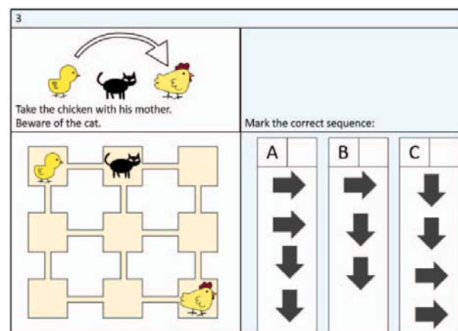 3
Take the chicken with his mother.
Beware of the cat.
Mark the correct sequence:
A
B
C